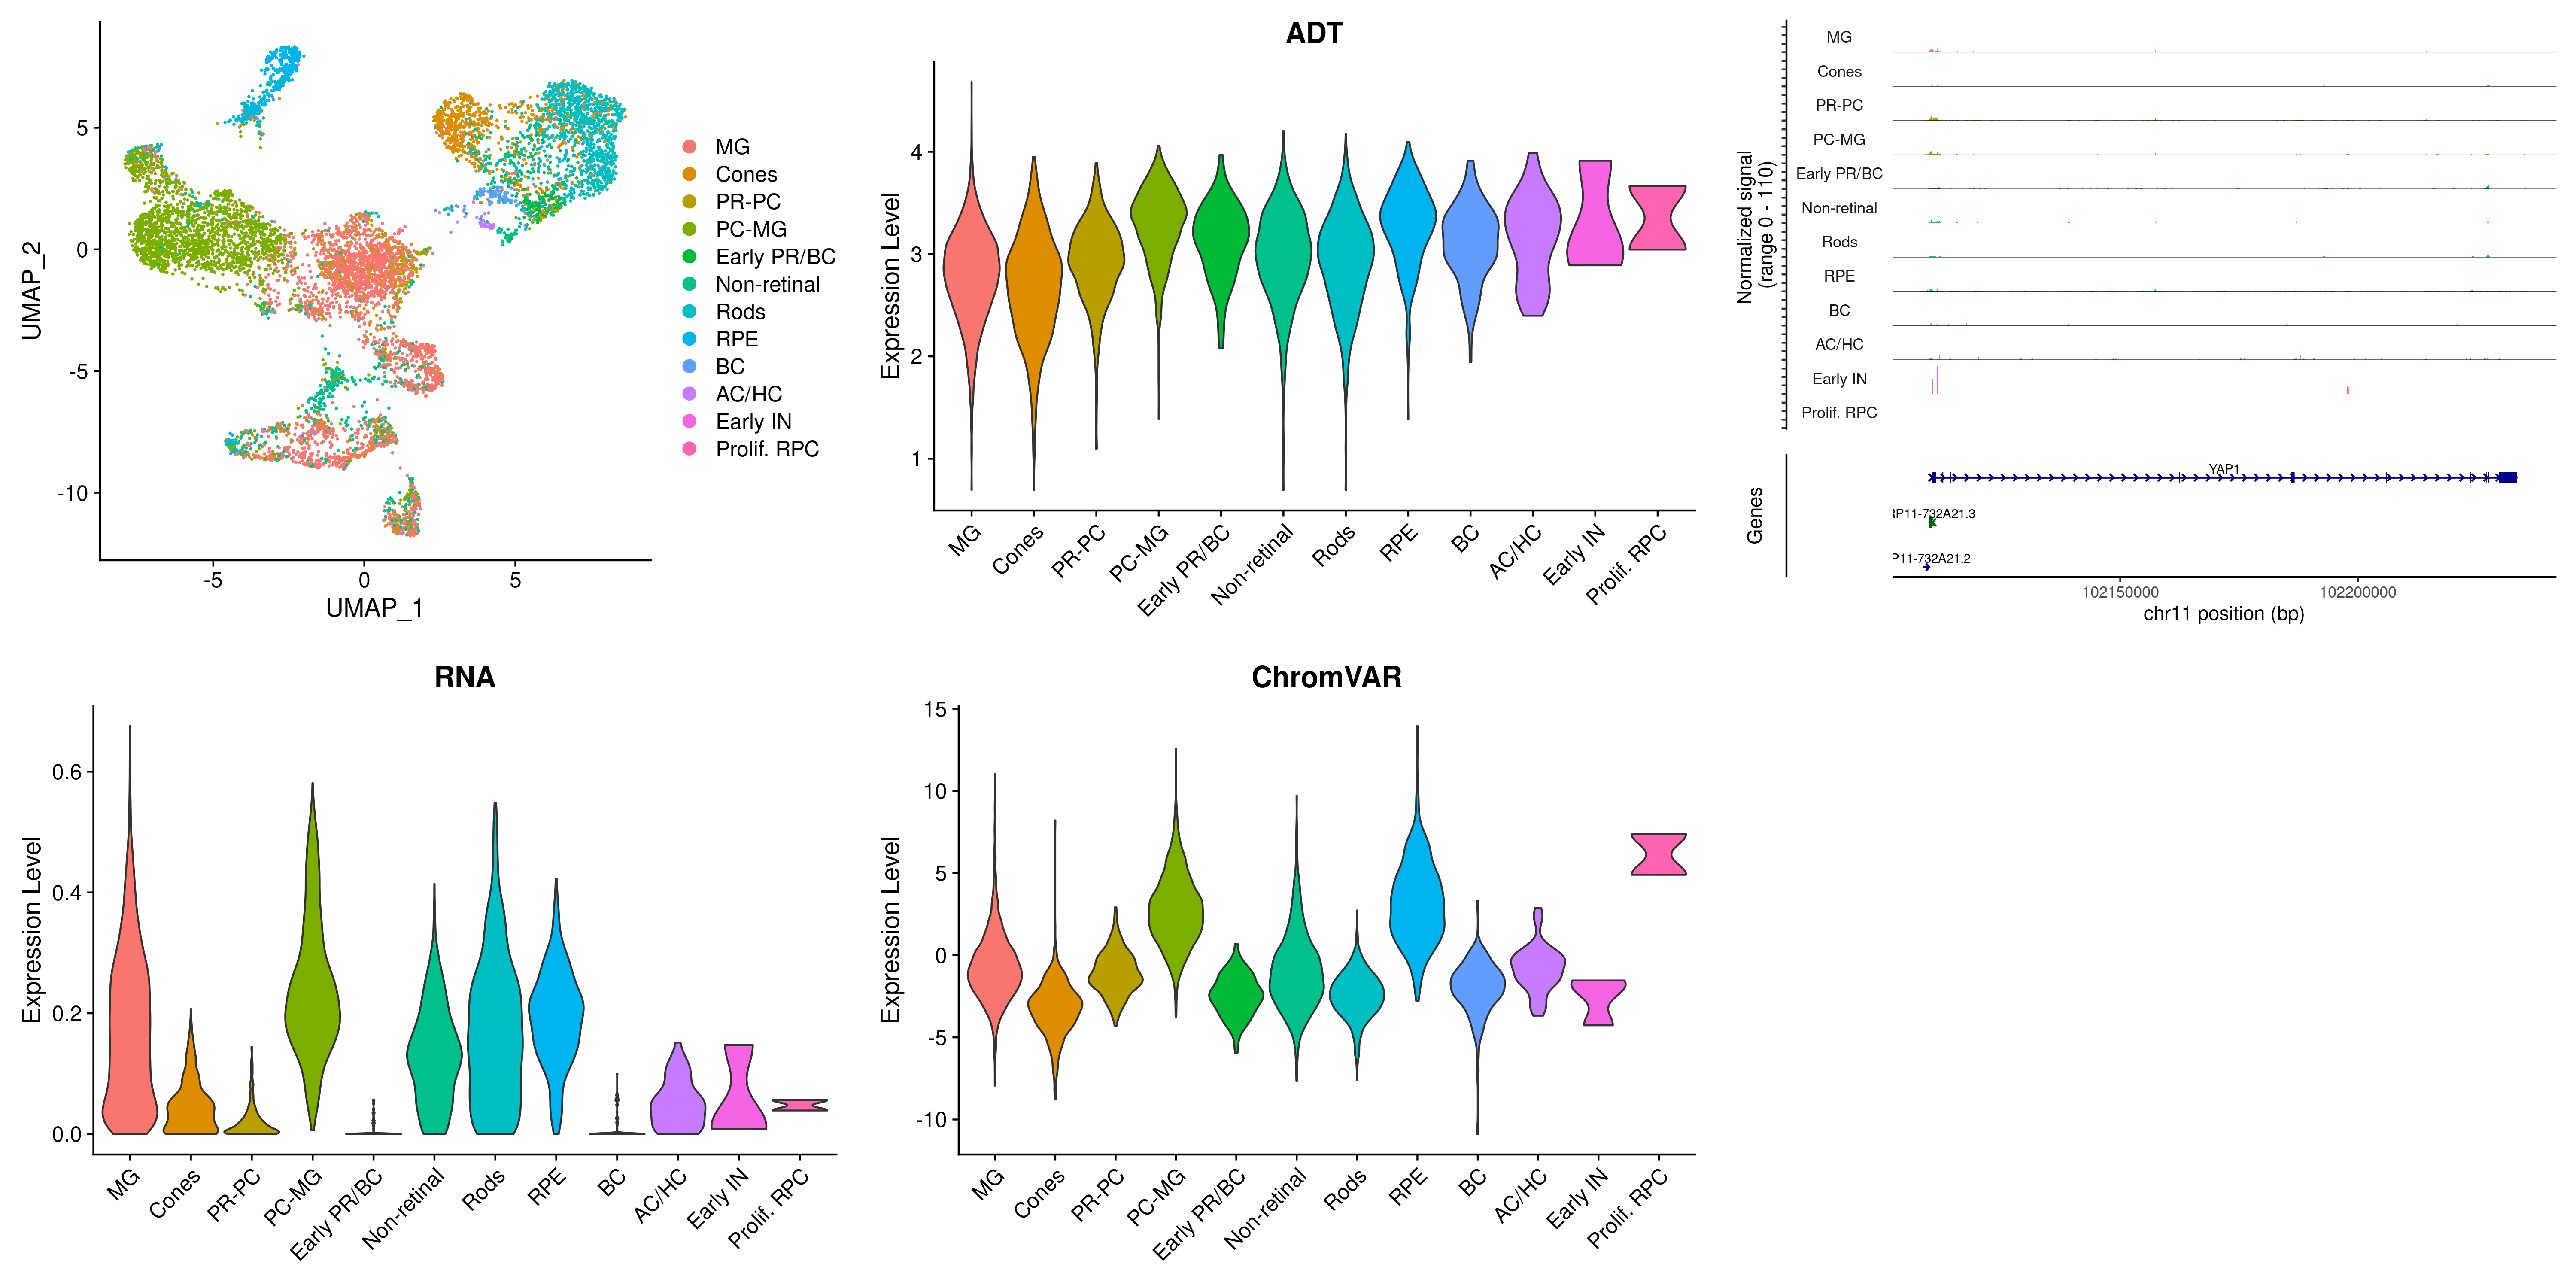 UMAP_2
5
0
-5
-10
-5
0
5
UMAP_1
MG
Cones
PR-PC
PC-MG
Early PR/BC
Non-retinal
Rods
RPE
BC
AC/HC
Early IN
Prolif. RPC
ADT
Expression Level
4
3
2
1
MG
Cones
PR-PC
PC-MG
Early PR/BC
Non-retinal
Rods
RPE
BC
AC/HC
Early IN
Prolif. RPC
Normalized signal
(range 0 - 110)
MG
Cones
PR-PC
PC-MG
Early PR/BC
Non-retinal
Rods
RPE
BC
AC/HC
Early IN
Prolif. RPC
Genes
YAP1
RP11-732A21.3
P11-732A21.2
102150000
102200000
chr11 position (bp)
RNA
Expression Level
0.6
0.4
0.2
0.0
MG
Cones
PR-PC
PC-MG
Early PR/BC
Non-retinal
Rods
RPE
BC
AC/HC
Early IN
Prolif. RPC
ChromVAR
Expression Level
15
10
5
0
-5
-10
MG
Cones
PR-PC
PC-MG
Early PR/BC
Non-retinal
Rods
RPE
BC
AC/HC
Early IN
Prolif. RPC